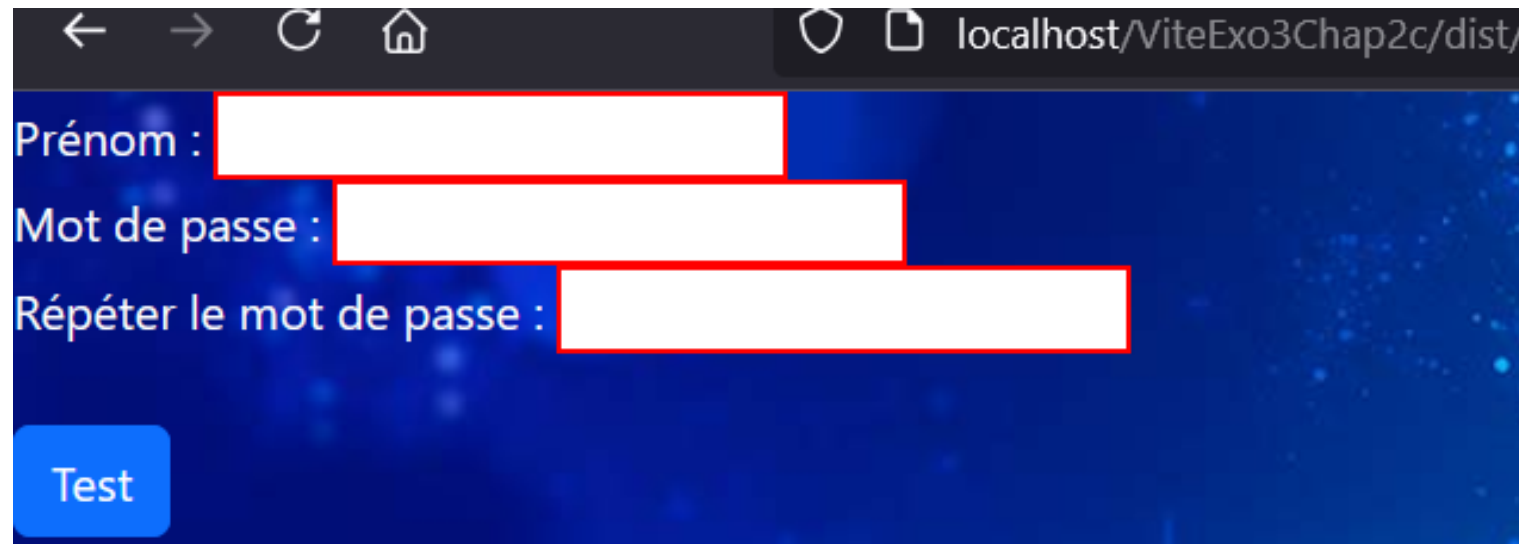 localhost/ViteExo3Chap2c/dist/
Prénom :
Mot de passe :
Répéter le mot de passe :
Test